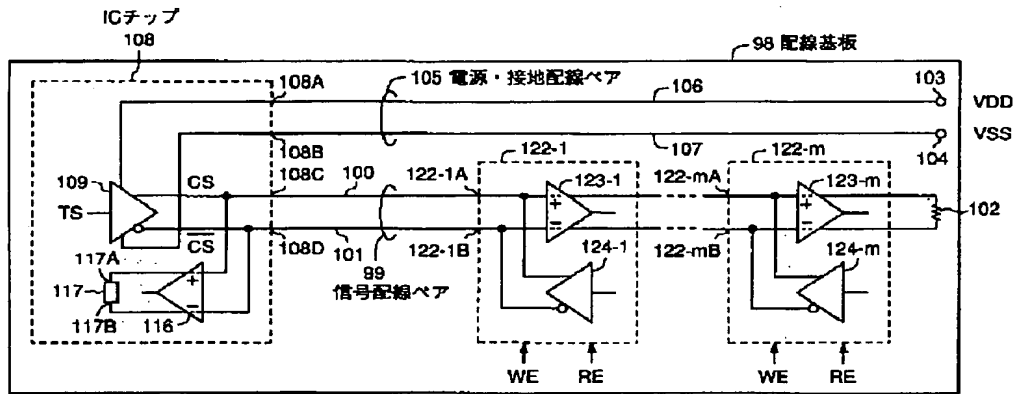 ICチップ
108
98 配線基板
108A
105 電源・接地配線ペア
106
103
VDD
VSS
108B
107
104
122-1
122-m
109
CS
108C
100
122-1A
123-1
122-mA
123-m
TS
102
CS
108D
101
122-1B
124-1
122-mB
124-m
99
信号配線ペア
117A
117
117B
116
+
−
+
−
+
−
WE
RE
WE
RE